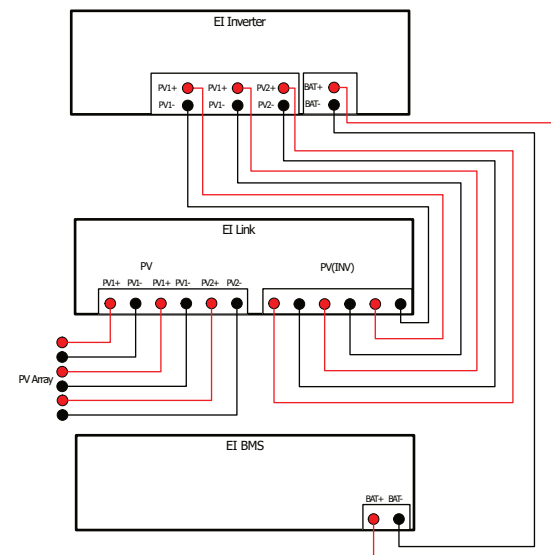 EI Inverter
PV1+ PV1+ PV2+ BAT+
PV1- PV1- PV2- BAT-
EI Link
PV PV(INV)
PV1+ PV1- PV1+ PV1- PV2+ PV2-
PV Array
EI BMS
BAT+ BAT-